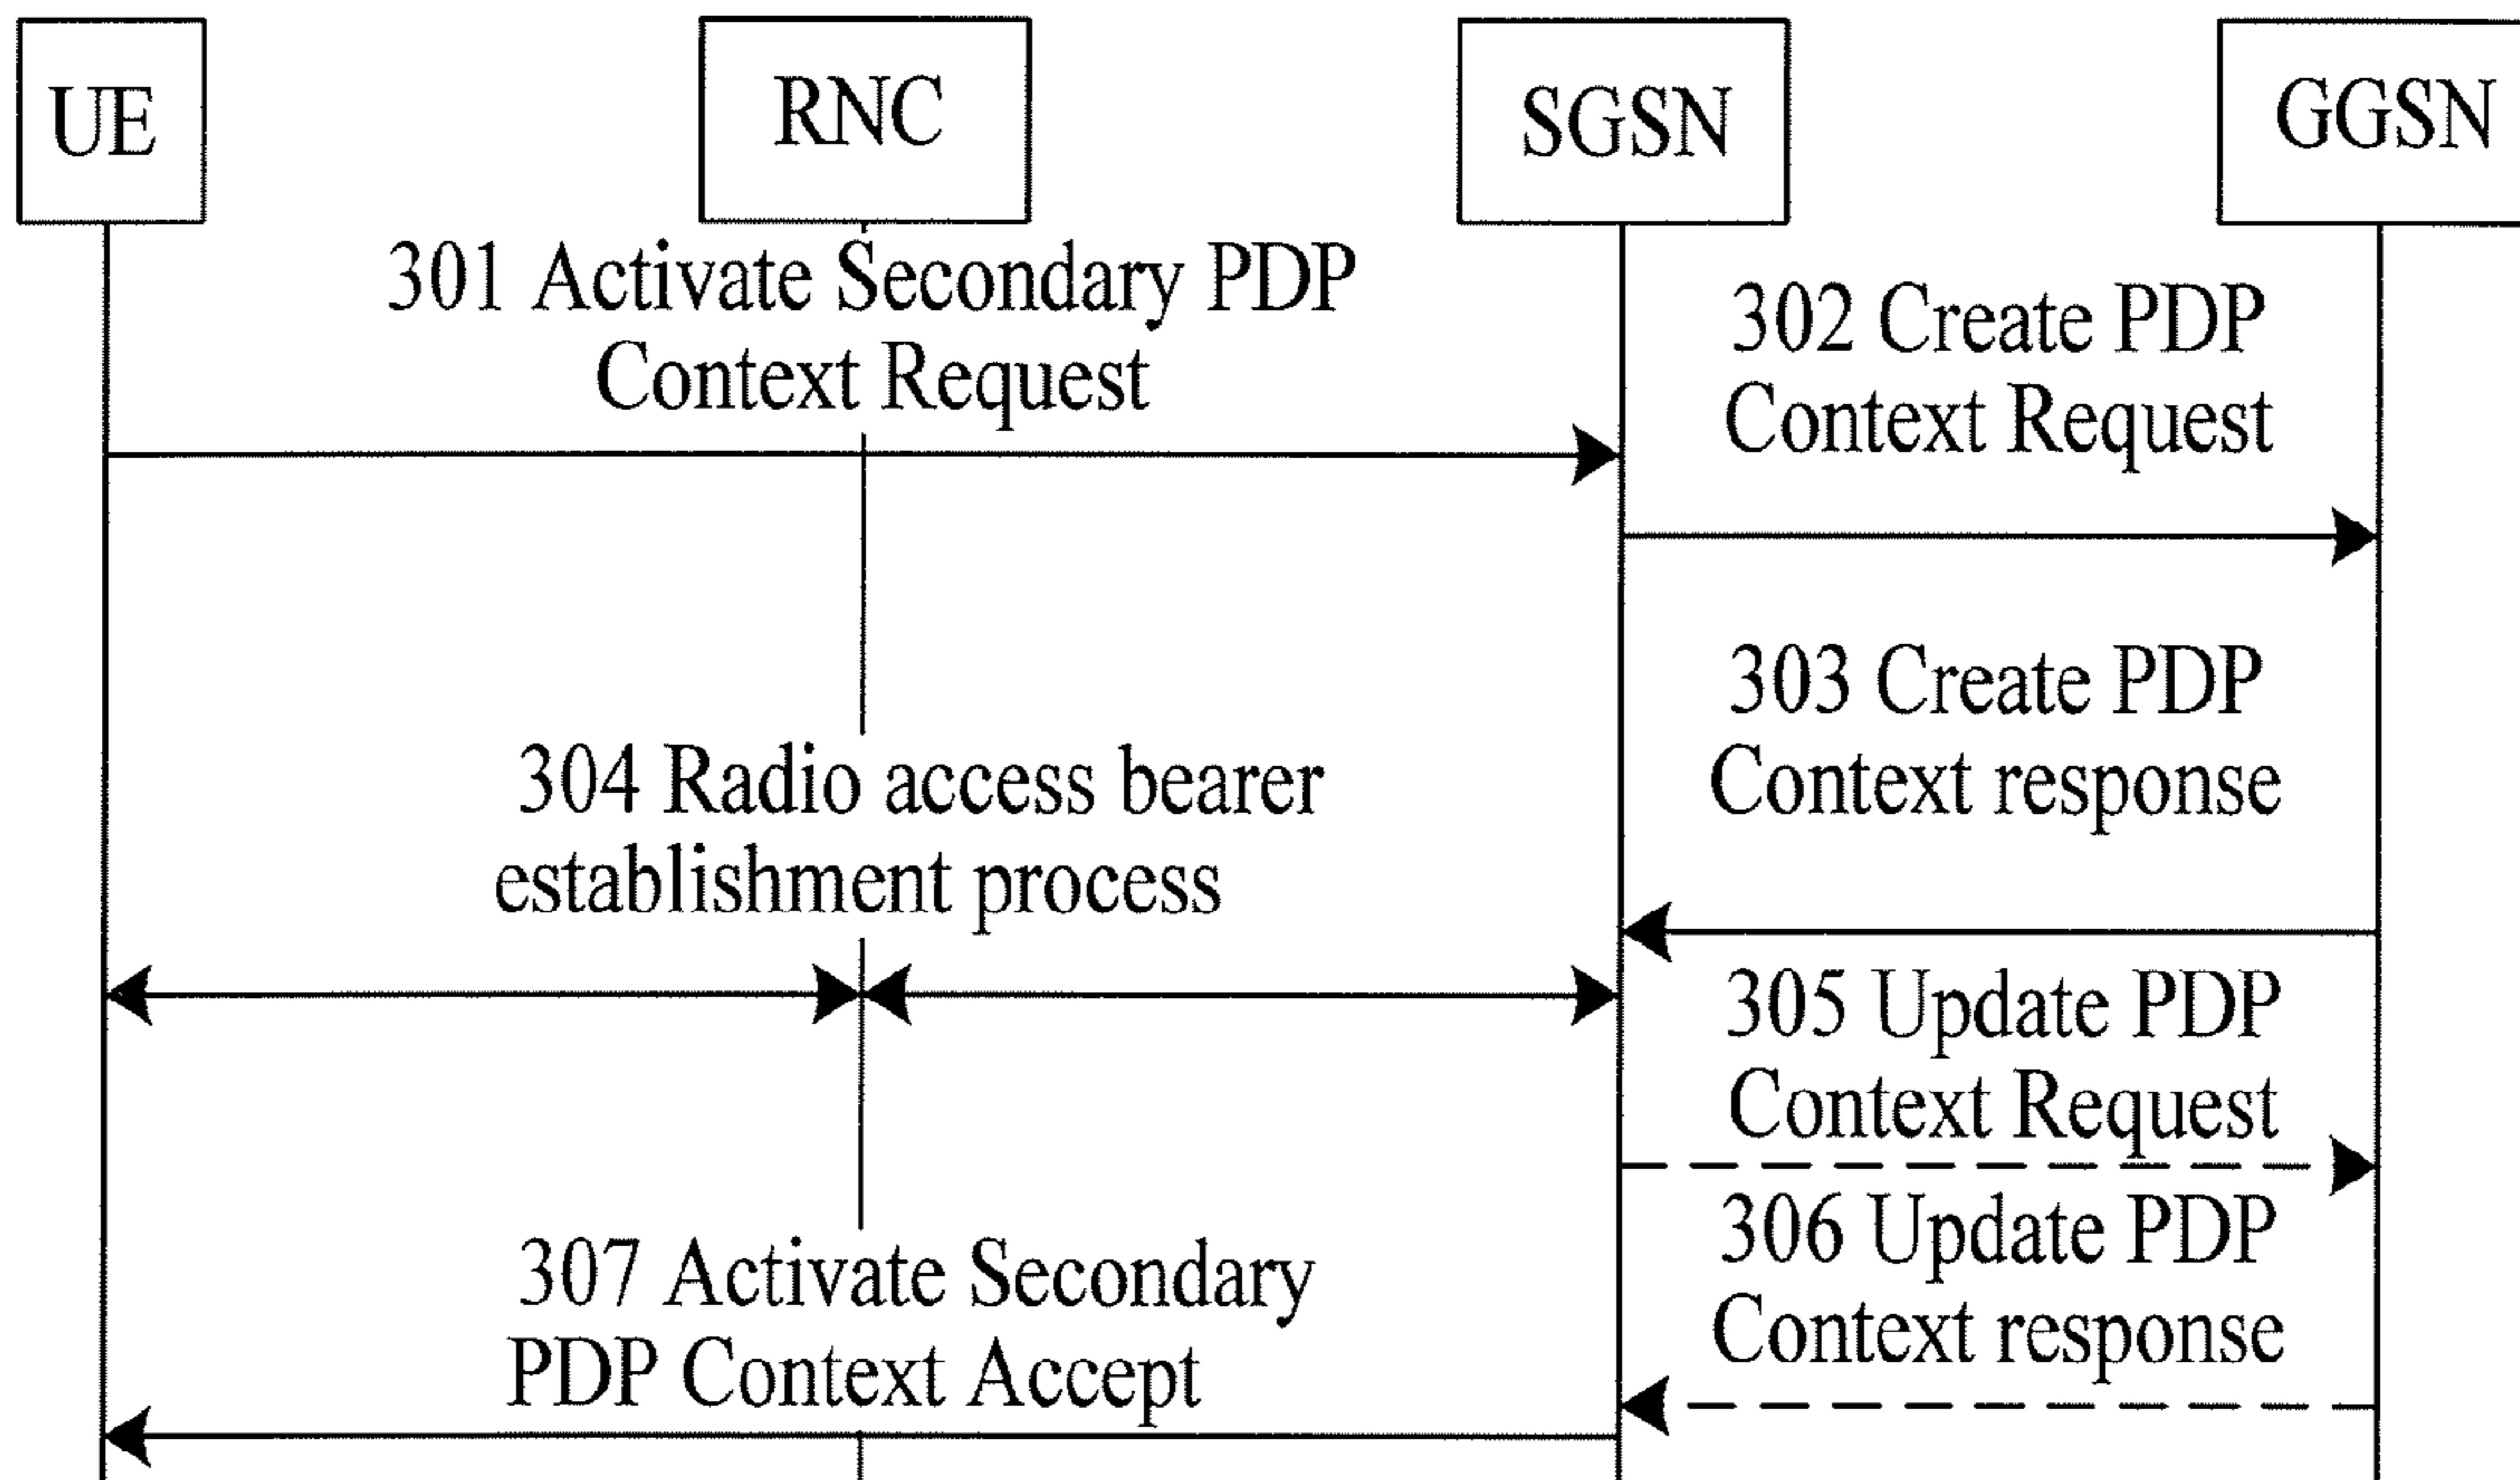 UE
RNC
SGSN
GGSN
301 Activate Secondary PDP
Context Request
302 Create PDP
Context Request
303 Create PDP
Context response
304 Radio access bearer
establishment process
305 Update PDP
Context Request
306 Update PDP
Context response
307 Activate Secondary
PDP Context Accept